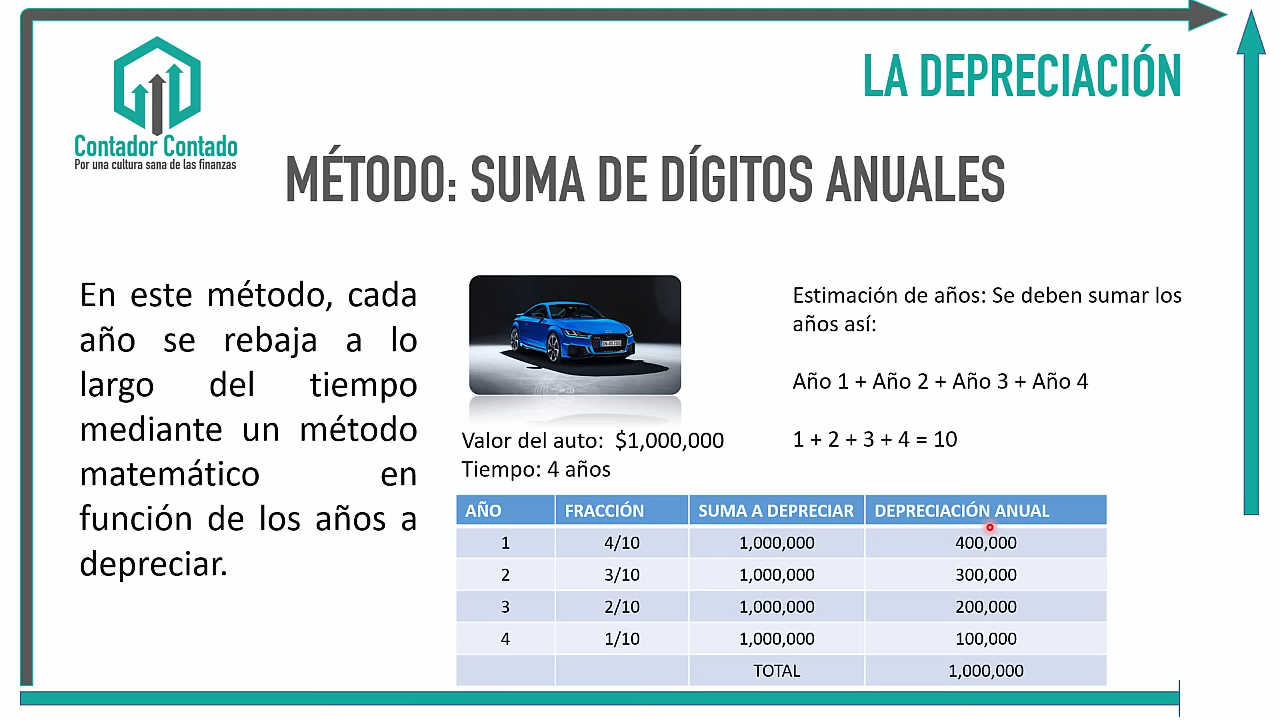 LA DEPRECIACIÓN
Contador Contado
Por una cultura sana de las finanzas
MÉTODO: SUMA DE DÍGITOS ANUALES
En este método, cada
año se rebaja a lo
largo del tiempo
mediante un método
matemático en
función de los años a
depreciar.
Valor del auto: $1,000,000
Tiempo: 4 años
Estimación de años: Se deben sumar los
años así:
Año 1 + Año 2 + Año 3 + Año 4
1 + 2 + 3 + 4 = 10
AÑO FRACCIÓN SUMA A DEPRECIAR DEPRECIACIÓN ANUAL
1 4/10 1,000,000 400,000
2 3/10 1,000,000 300,000
3 2/10 1,000,000 200,000
4 1/10 1,000,000 100,000
TOTAL 1,000,000